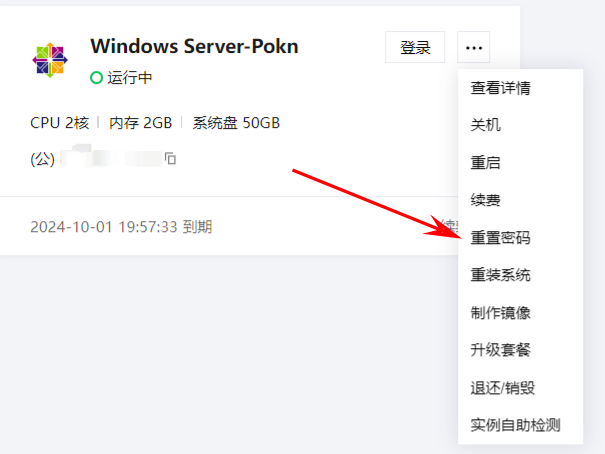 Windows Server-Pokn
登录
...
运行中
查看详情
CPU 2核 内存 2GB 系统盘 50GB
关机
(公)
重启
续费
2024-10-01 19:57:33 到期
重置密码
重装系统
制作镜像
升级套餐
退还/销毁
实例自助检测